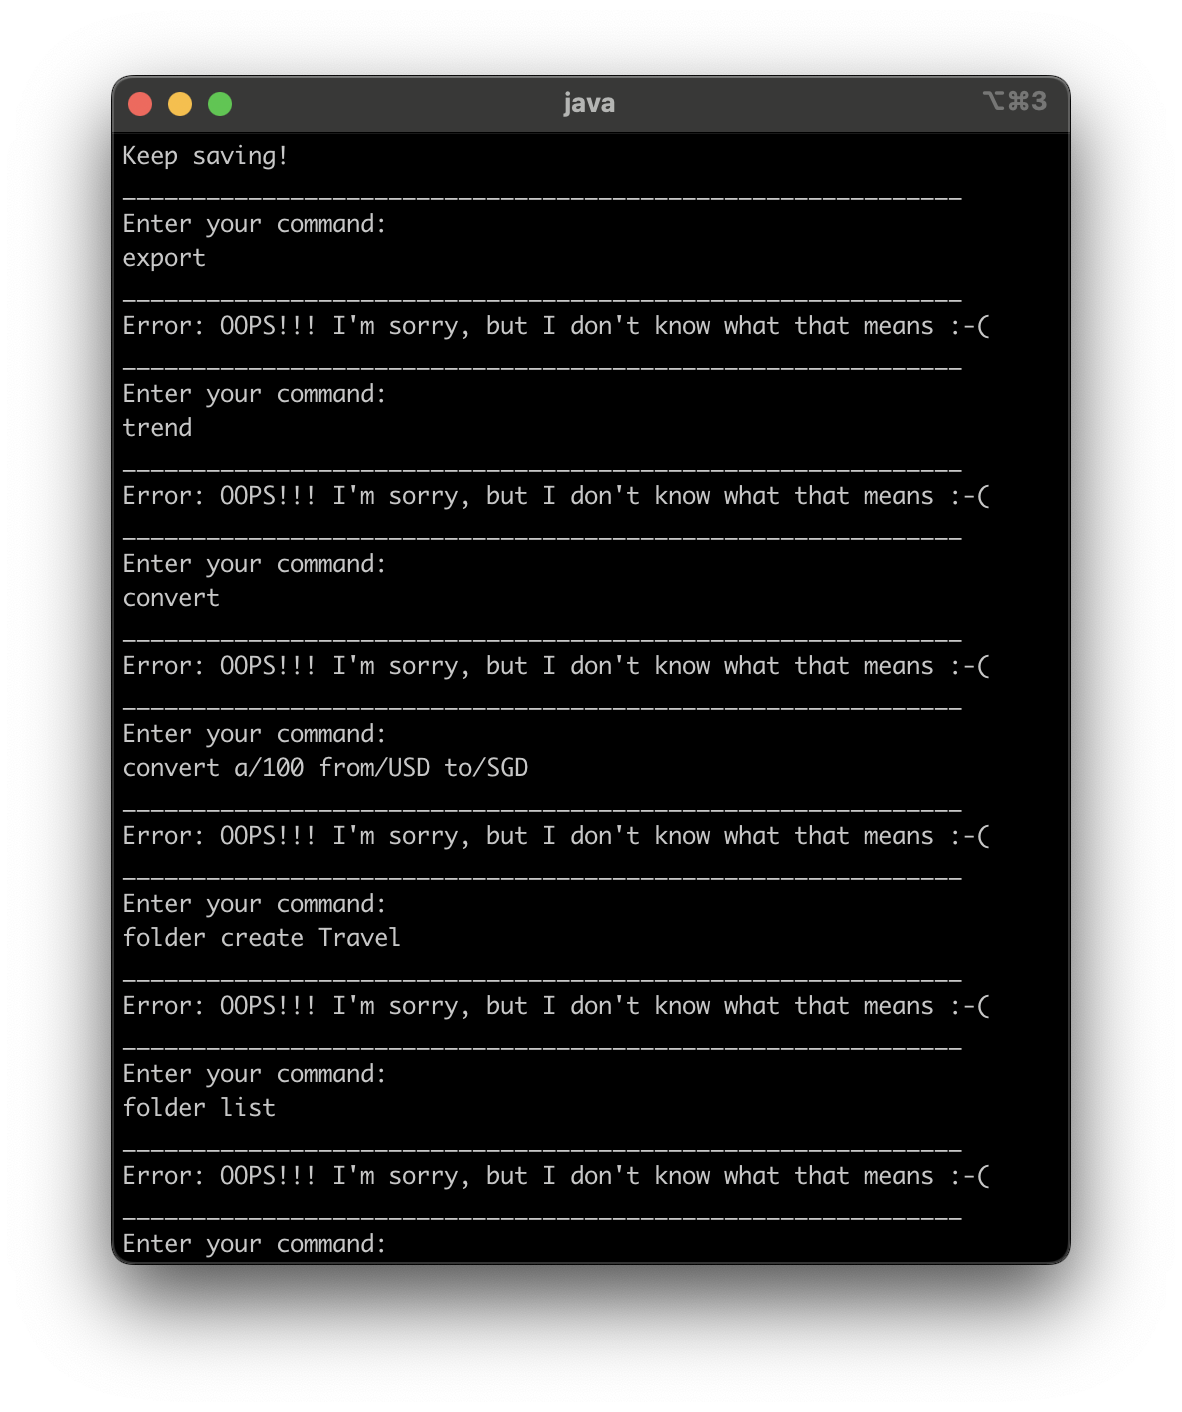 java
⌥⌘3
Keep saving!
____________________________________________________________
Enter your command:
export
____________________________________________________________
Error: OOPS!!! I'm sorry, but I don't know what that means :-(
____________________________________________________________
Enter your command:
trend
____________________________________________________________
Error: OOPS!!! I'm sorry, but I don't know what that means :-(
____________________________________________________________
Enter your command:
convert
____________________________________________________________
Error: OOPS!!! I'm sorry, but I don't know what that means :-(
____________________________________________________________
Enter your command:
convert a/100 from/USD to/SGD
____________________________________________________________
Error: OOPS!!! I'm sorry, but I don't know what that means :-(
____________________________________________________________
Enter your command:
folder create Travel
____________________________________________________________
Error: OOPS!!! I'm sorry, but I don't know what that means :-(
____________________________________________________________
Enter your command:
folder list
____________________________________________________________
Error: OOPS!!! I'm sorry, but I don't know what that means :-(
____________________________________________________________
Enter your command: